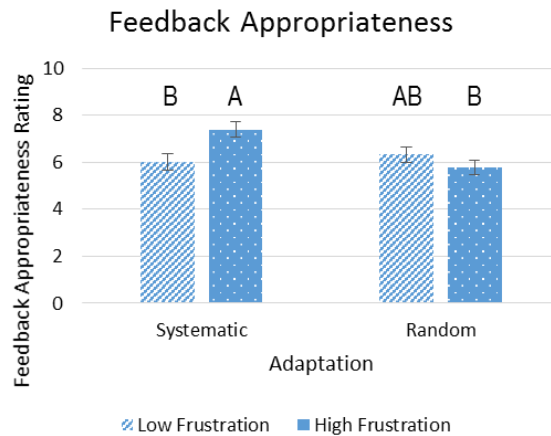 Feedback Appropriateness
Feedback Appropriateness Rating
10
8
6
4
2
0
B A AB B
Systematic Random
Adaptation
Low Frustration High Frustration